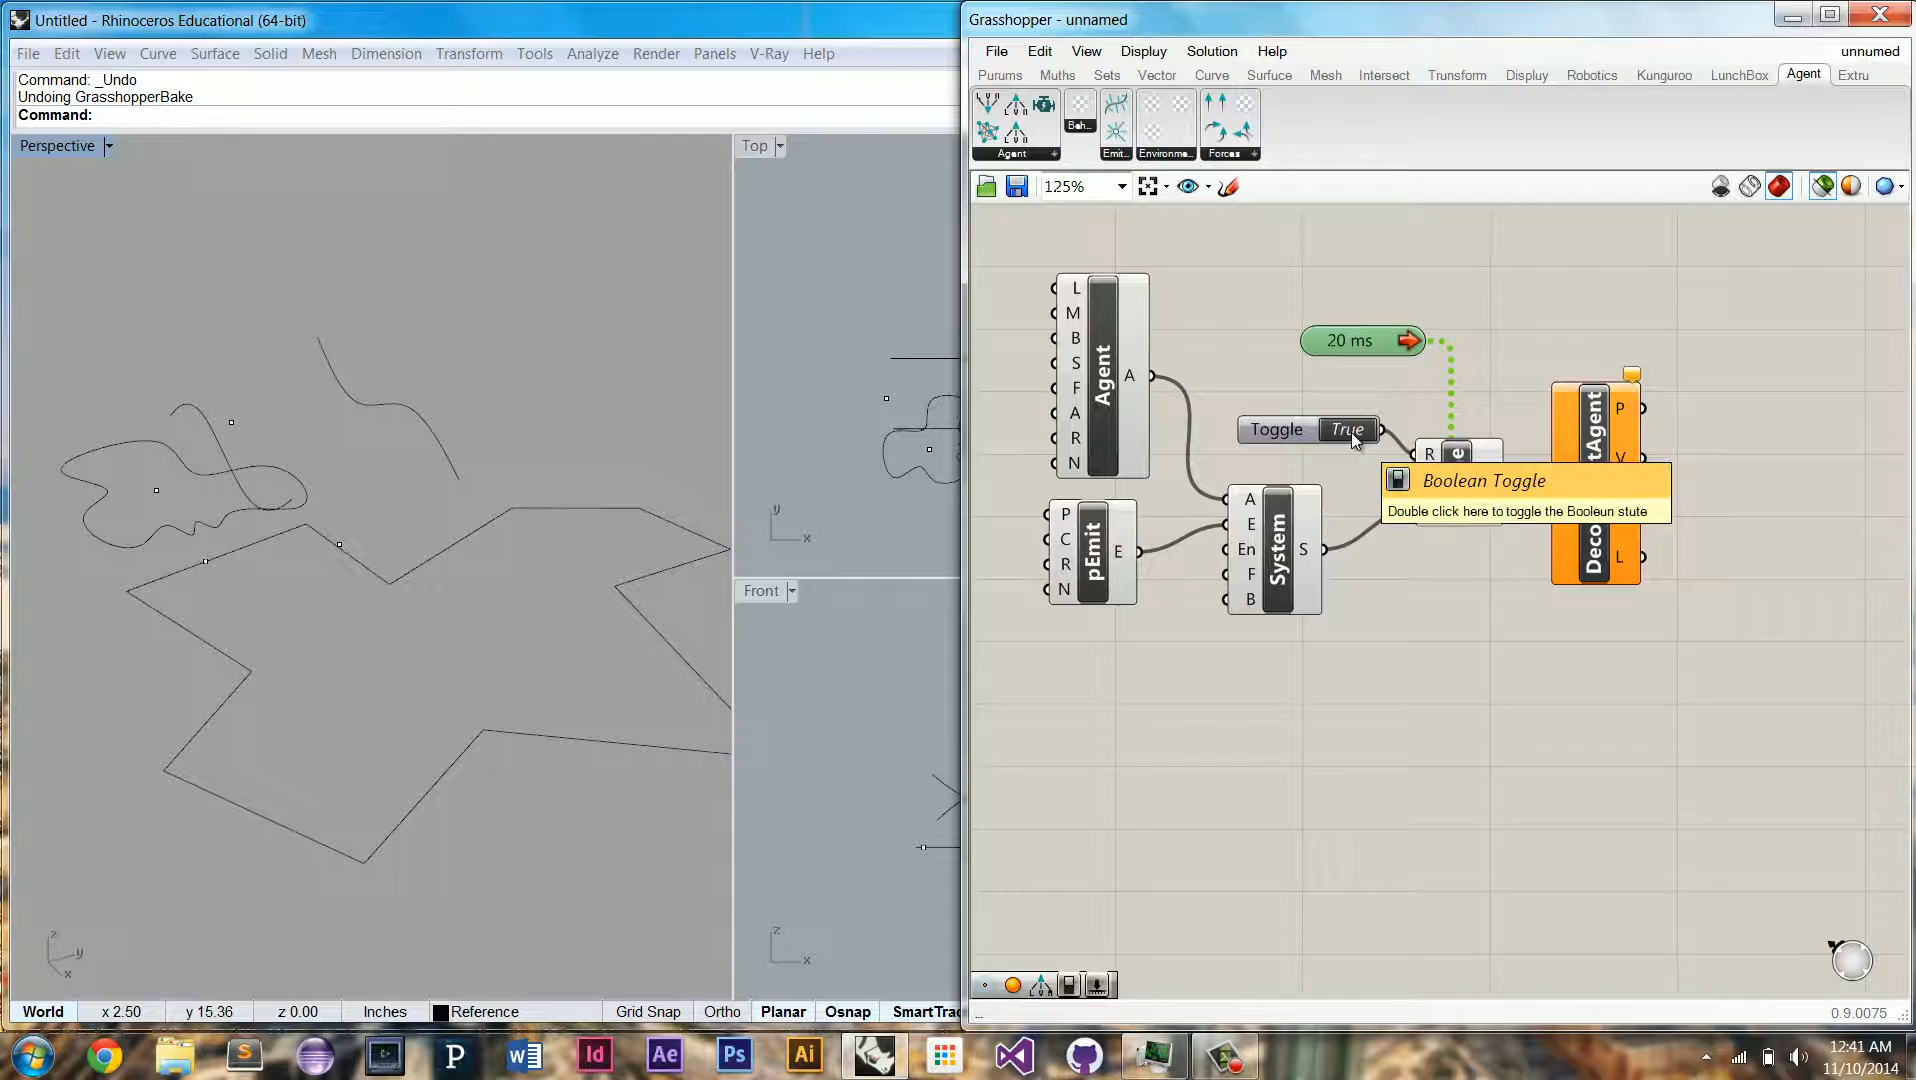 Untitled - Rhinoceros Educational (64-bit)
File Edit View Curve Surface Solid Mesh Dimension Transform Tools Analyze Render Panels V-Ray Help
Command: _Undo
Undoing GrasshopperBake
Command:
Perspective
Top
Front
y
x
z
x
z
y
x
World x 2.50 y 15.36 z 0.00 Inches Reference Grid Snap Ortho Planar Osnap SmartTrac
Grasshopper - unnamed
File Edit View Display Solution Help unnamed
Params Maths Sets Vector Curve Surface Mesh Intersect Transform Display Robotics Kangaroo LunchBox Agent Extra
Agent Beh... Emit... Environme... Forces
125%
L
M
B
S
F
A
R
N
Agent
A
20 ms
Toggle True
R
e
P
V
L
tAgent
Deco
Boolean Toggle
Double click here to toggle the Boolean state
P
C
R
N
pEmit
E
A
E
En
F
B
System
S
...
0.9.0075
12:41 AM
11/10/2014